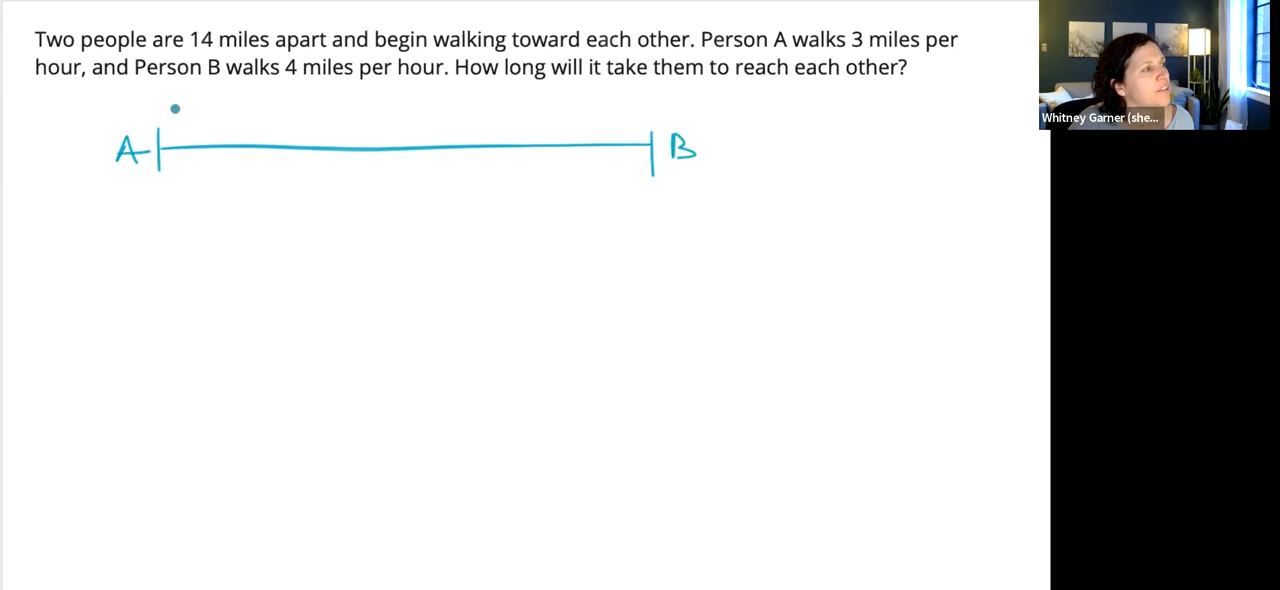 Two people are 14 miles apart and begin walking toward each other. Person A walks 3 miles per
hour, and Person B walks 4 miles per hour. How long will it take them to reach each other?
A B
Whitney Garner (she...